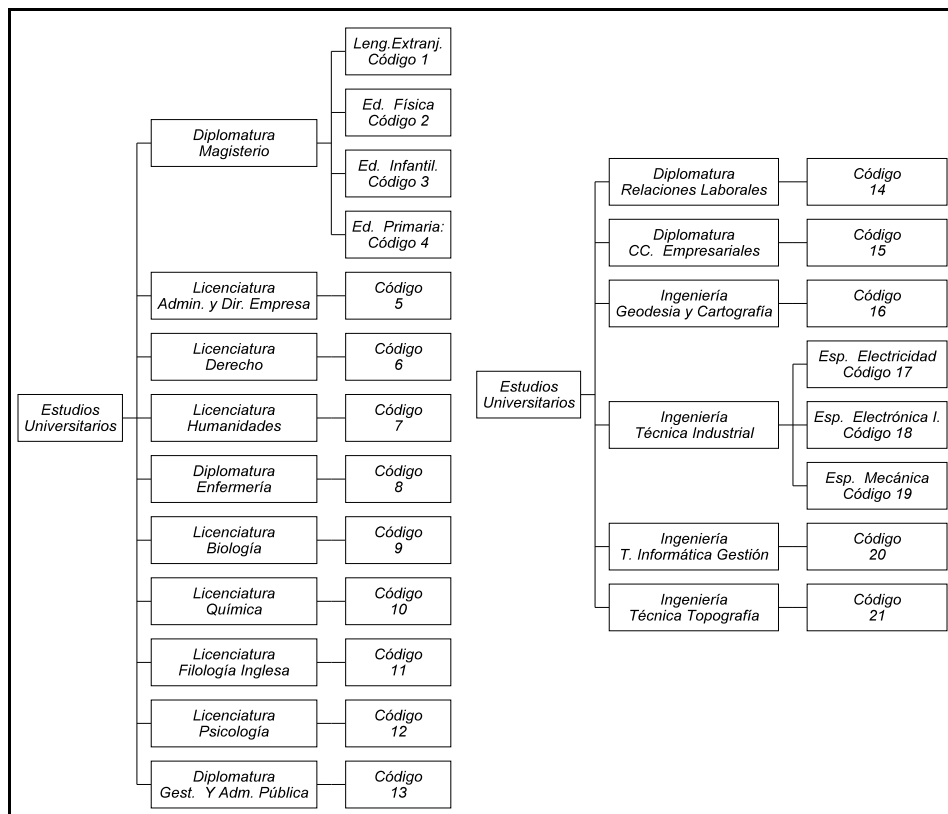 Estudios
Universitarios
Diplomatura
Magisterio
Leng.Extranj.
Código 1
Ed. Física
Código 2
Ed. Infantil.
Código 3
Ed. Primaria:
Código 4
Licenciatura
Admin. y Dir. Empresa
Código
5
Licenciatura
Derecho
Código
6
Licenciatura
Humanidades
Código
7
Diplomatura
Enfermería
Código
8
Licenciatura
Biología
Código
9
Licenciatura
Química
Código
10
Licenciatura
Filología Inglesa
Código
11
Licenciatura
Psicología
Código
12
Diplomatura
Gest. Y Adm. Pública
Código
13
Estudios
Universitarios
Diplomatura
Relaciones Laborales
Código
14
Diplomatura
CC. Empresariales
Código
15
Ingeniería
Geodesia y Cartografía
Código
16
Ingeniería
Técnica Industrial
Esp. Electricidad
Código 17
Esp. Electrónica I.
Código 18
Esp. Mecánica
Código 19
Ingeniería
T. Informática Gestión
Código
20
Ingeniería
Técnica Topografía
Código
21